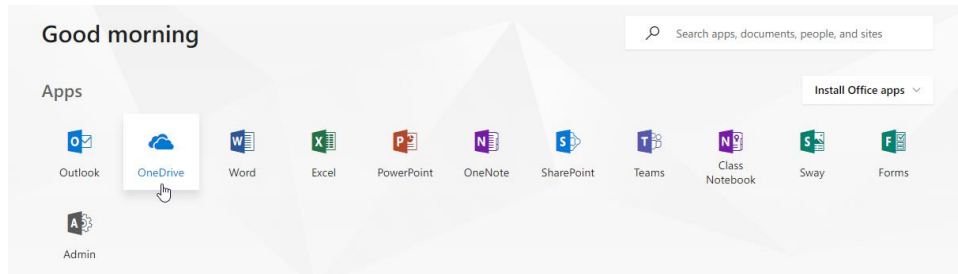 Good morning
Search apps, documents, people, and sites
Apps
Install Office apps
Outlook
OneDrive
Word
Excel
PowerPoint
OneNote
SharePoint
Teams
Class
Notebook
Sway
Forms
Admin